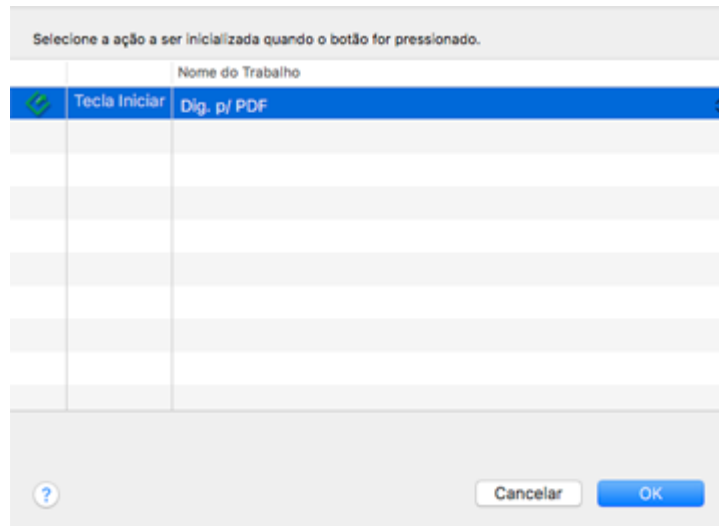 Selecione a ação a ser inicializada quando o botão for pressionado.
Nome do Trabalho
Tecla Iniciar Dig. p/ PDF
?
Cancelar OK